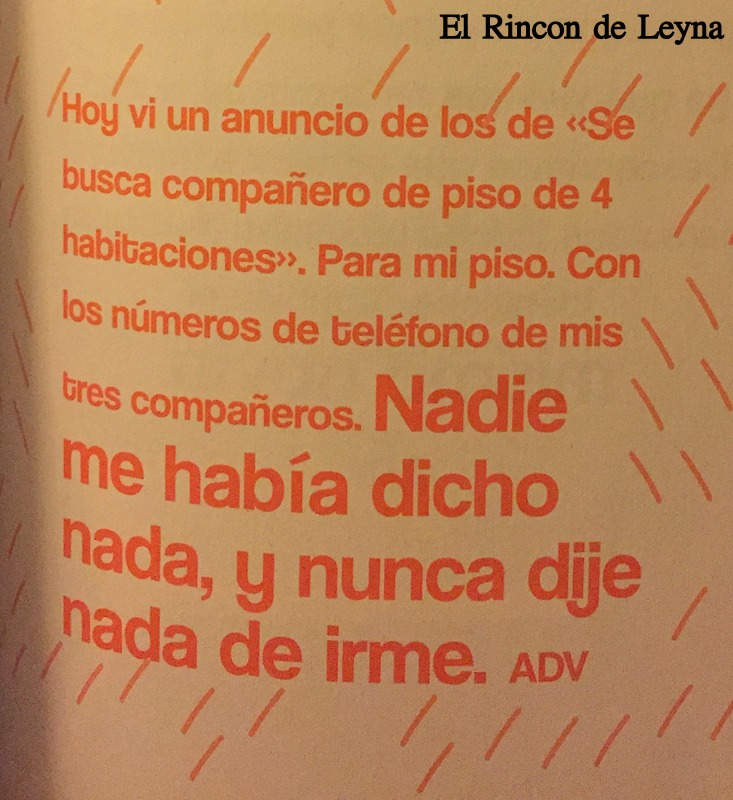 El Rincon de Leyna
Hoy vi un anuncio de los de «Se
busca compañero de piso de 4
habitaciones». Para mi piso. Con
los números de teléfono de mis
tres compañeros. Nadie
me había dicho
nada, y nunca dije
nada de irme. ADV